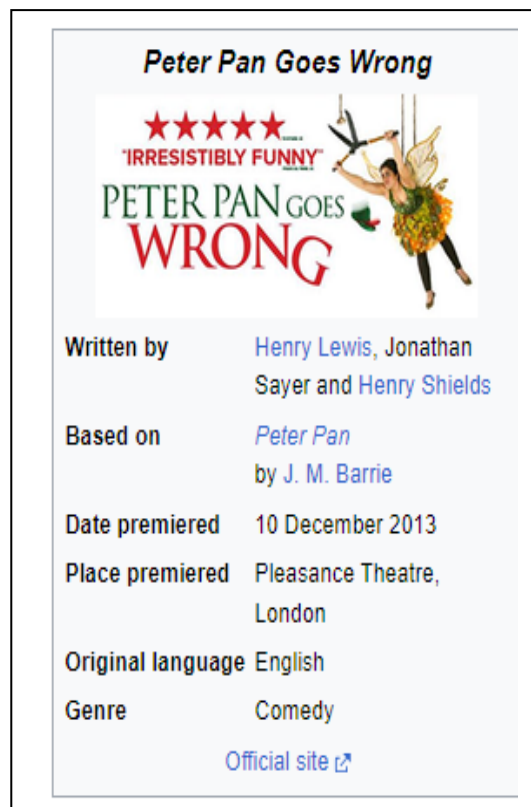 Peter Pan Goes Wrong
★★★★★
"IRRESISTIBLY FUNNY"
PETER PAN GOES
WRONG
Written by Henry Lewis, Jonathan
Sayer and Henry Shields
Based on Peter Pan
by J. M. Barrie
Date premiered 10 December 2013
Place premiered Pleasance Theatre,
London
Original language English
Genre Comedy
Official site